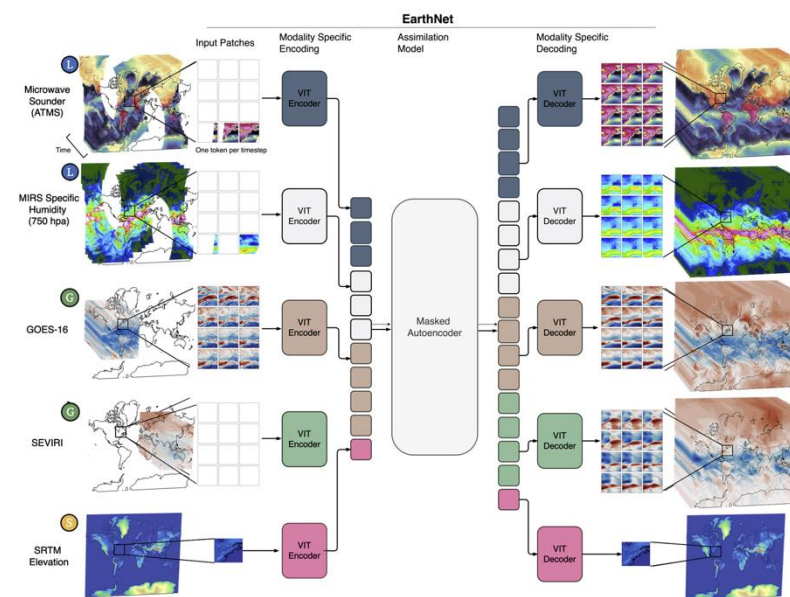 EarthNet
Input Patches
Modality Specific
Encoding
Assimilation
Model
Modality Specific
Decoding
L
Microwave
Sounder
(ATMS)
VIT
Encoder
VIT
Decoder
Time
One token per timestep
L
MIRS Specific
Humidity
(750 hpa)
VIT
Encoder
VIT
Decoder
G
GOES-16
VIT
Encoder
Masked
Autoencoder
VIT
Decoder
G
SEVIRI
VIT
Encoder
VIT
Decoder
S
SRTM
Elevation
VIT
Encoder
VIT
Decoder